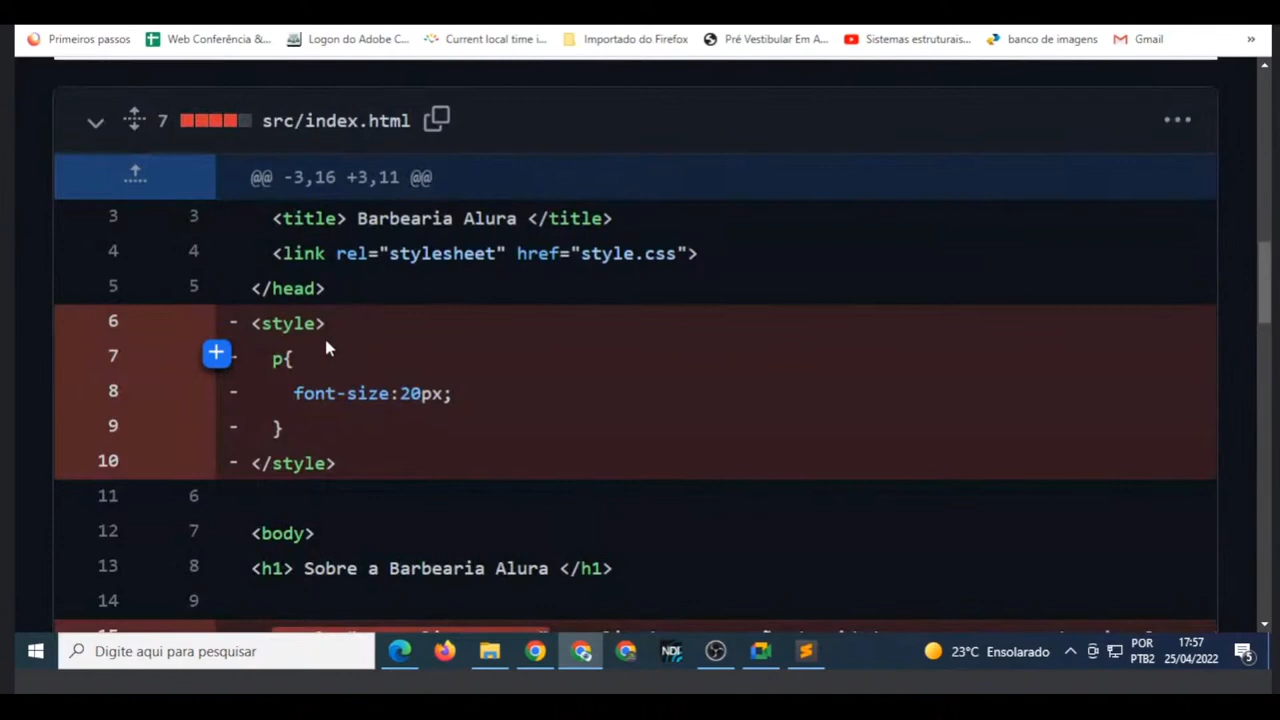 Primeiros passos Web Conferência &... Logon do Adobe C... Current local time i... Importado do Firefox Pré Vestibular Em A... Sistemas estruturais... banco de imagens Gmail »
7 src/index.html
@@ -3,16 +3,11 @@
3 3 <title> Barbearia Alura </title>
4 4 <link rel="stylesheet" href="style.css">
5 5 </head>
6 - <style>
7 - p{
8 - font-size:20px;
9 - }
10 - </style>
11 6
12 7 <body>
13 8 <h1> Sobre a Barbearia Alura </h1>
14 9
Digite aqui para pesquisar NDI 23°C Ensolarado POR 17:57
PTB2 25/04/2022 5